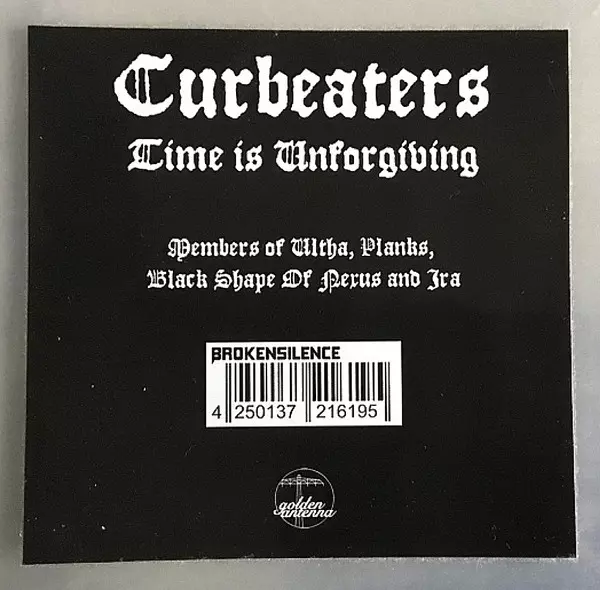 Curbeaters
Time is Unforgiving
Members of Ultha, Planks,
Black Shape Of Nexus and Ira
BROKENSILENCE
4 250137 216195
golden
antenna